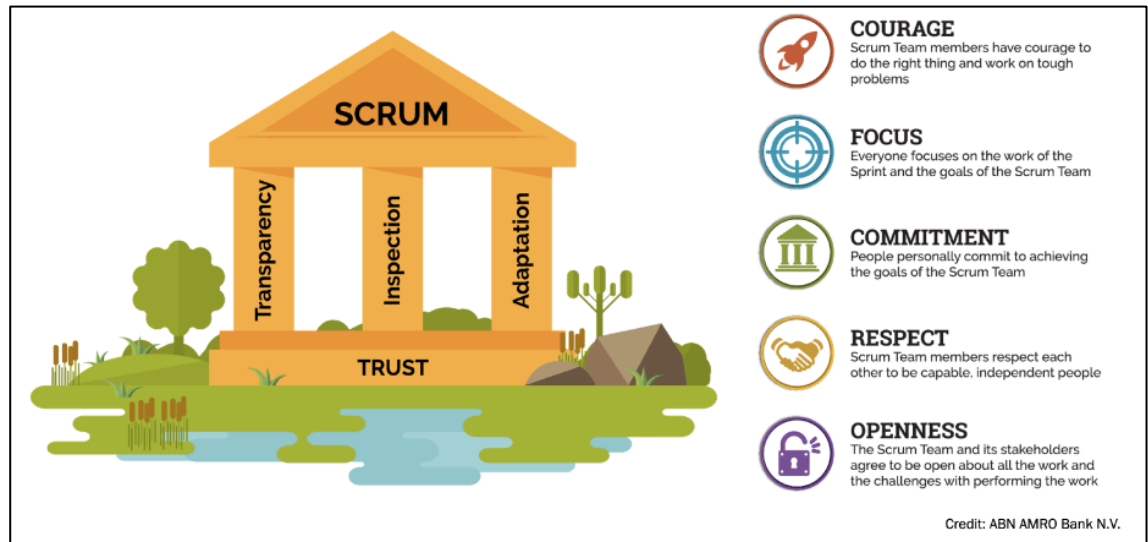 SCRUM
Transparency
Inspection
Adaptation
TRUST
COURAGE
Scrum Team members have courage to
do the right thing and work on tough
problems
FOCUS
Everyone focuses on the work of the
Sprint and the goals of the Scrum Team
COMMITMENT
People personally commit to achieving
the goals of the Scrum Team
RESPECT
Scrum Team members respect each
other to be capable, independent people
OPENNESS
The Scrum Team and its stakeholders
agree to be open about all the work and
the challenges with performing the work
Credit: ABN AMRO Bank N.V.